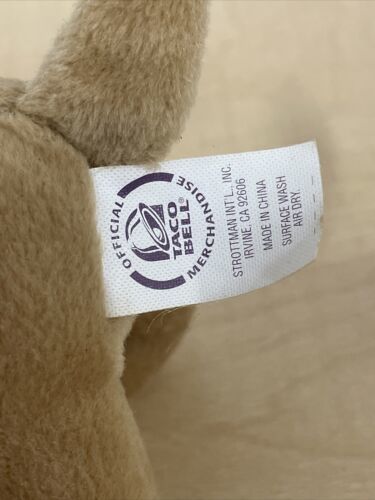 OFFICIAL
TACO
BELL®
MERCHANDISE
STROTTMAN INT'L., INC.
IRVINE, CA 92606
MADE IN CHINA
SURFACE WASH
AIR DRY.